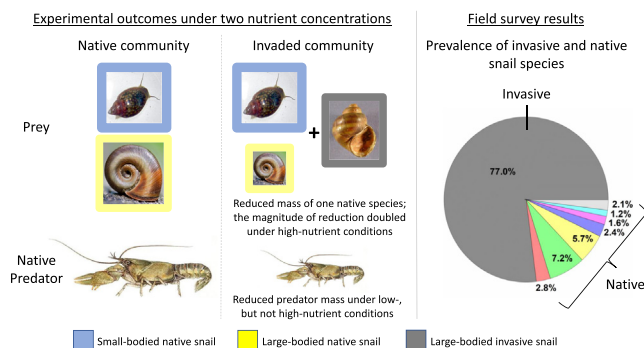 Experimental outcomes under two nutrient concentrations
Field survey results
Native community
Invaded community
Prevalence of invasive and native
snail species
Prey
+
Invasive
77.0%
2.1%
1.2%
1.6%
2.4%
5.7%
7.2%
2.8%
Native
Reduced mass of one native species;
the magnitude of reduction doubled
under high-nutrient conditions
Native
Predator
Reduced predator mass under low-,
but not high-nutrient conditions
Small-bodied native snail
Large-bodied native snail
Large-bodied invasive snail